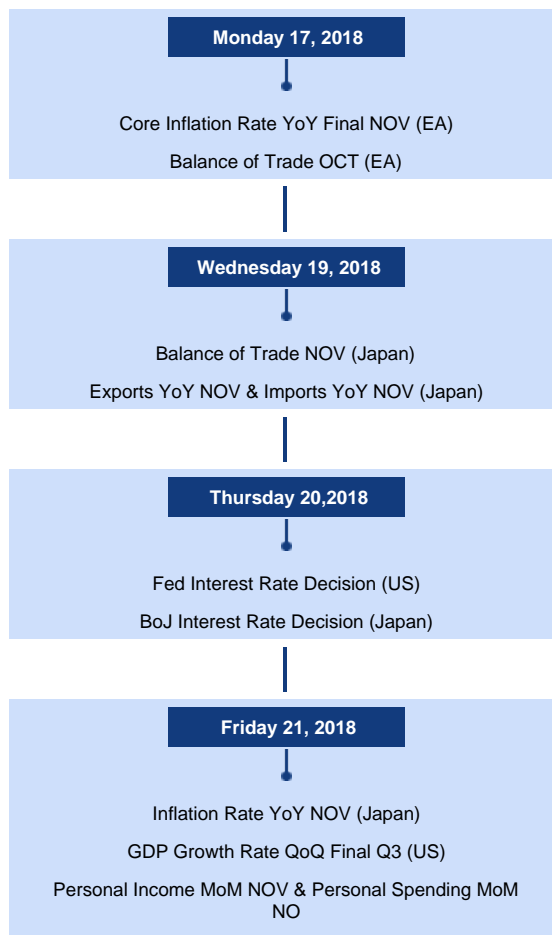 Monday 17, 2018
Core Inflation Rate YoY Final NOV (EA)
Balance of Trade OCT (EA)
Wednesday 19, 2018
Balance of Trade NOV (Japan)
Exports YoY NOV & Imports YoY NOV (Japan)
Thursday 20,2018
Fed Interest Rate Decision (US)
BoJ Interest Rate Decision (Japan)
Friday 21, 2018
Inflation Rate YoY NOV (Japan)
GDP Growth Rate QoQ Final Q3 (US)
Personal Income MoM NOV & Personal Spending MoM
NO